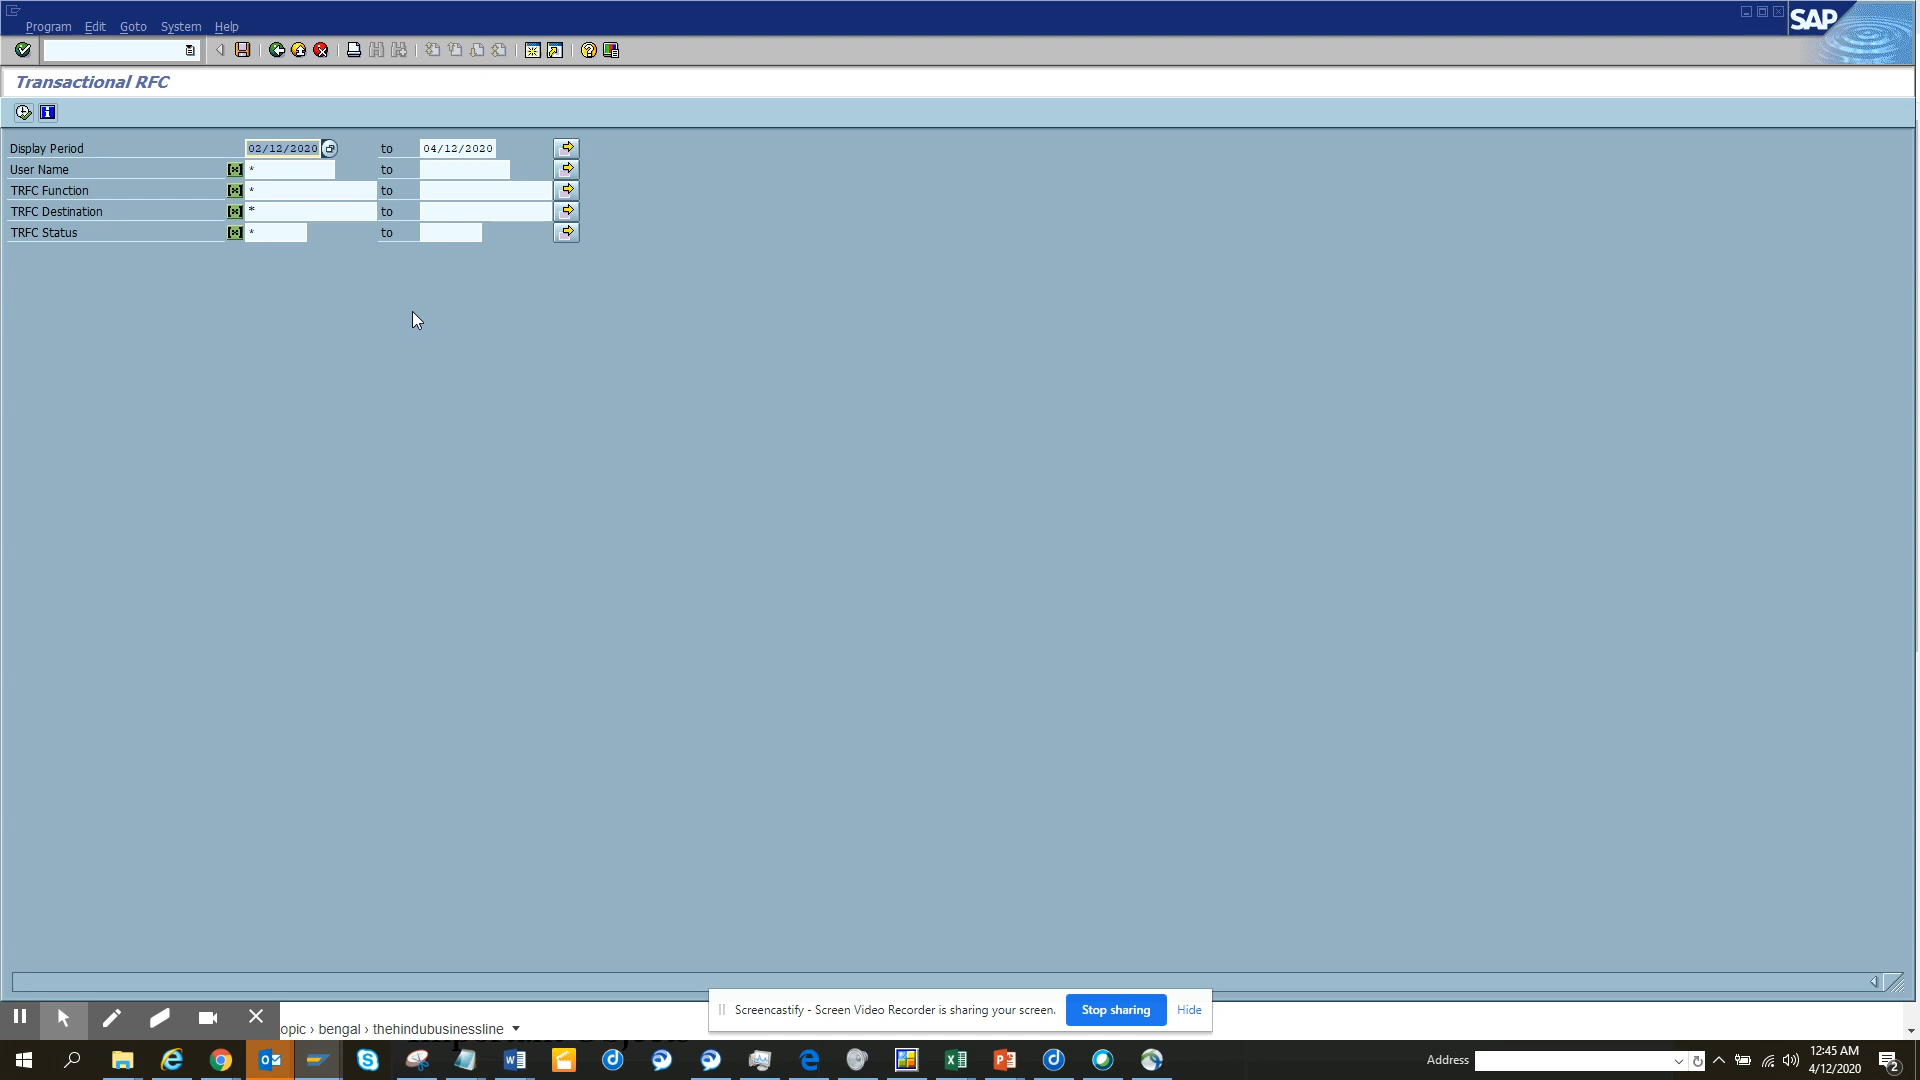 Program Edit Goto System Help
SAP
Transactional RFC
Display Period 02/12/2020 to 04/12/2020
User Name * to
TRFC Function * to
TRFC Destination * to
TRFC Status * to
Screencastify - Screen Video Recorder is sharing your screen. Stop sharing Hide
opic › bengal › thehindubusinessline
Address
12:45 AM
4/12/2020
2